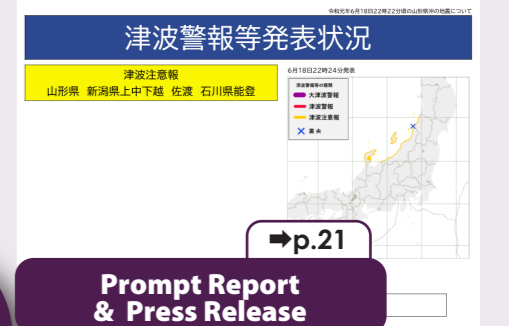 令和元年6月18日22時22分頃の山形県沖の地震について
津波警報等発表状況
津波注意報
山形県 新潟県上中下越 佐渡 石川県能登
6月18日22時24分発表
津波警報等の種類
大津波警報
津波警報
津波注意報
震央
➡p.21
Prompt Report
& Press Release